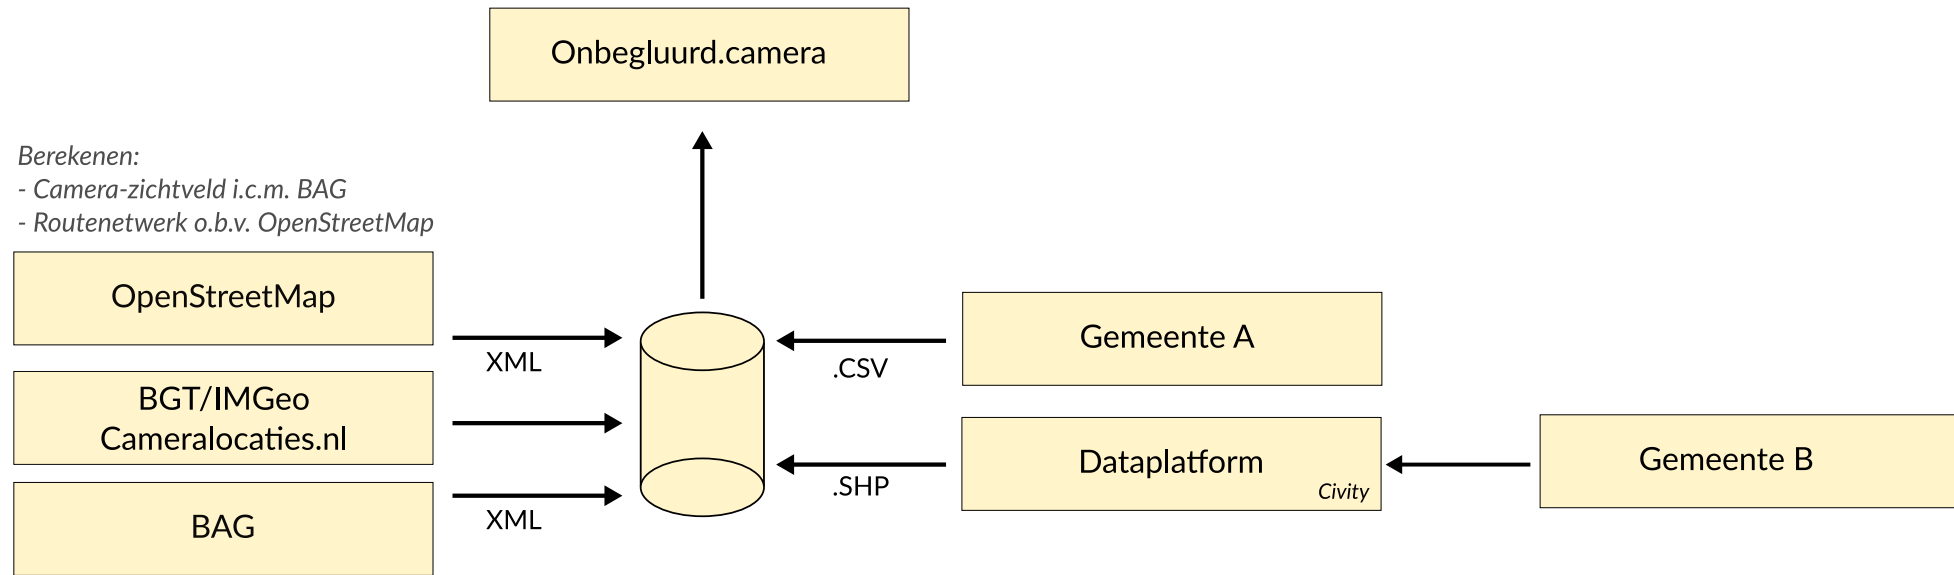 Onbegluurd.camera
Berekenen:
- Camera-zichtveld i.c.m. BAG
- Routenetwerk o.b.v. OpenStreetMap
OpenStreetMap
XML
BGT/IMGeo
Cameralocaties.nl
BAG
XML
.CSV
Gemeente A
.SHP
Dataplatform
Civity
Gemeente B